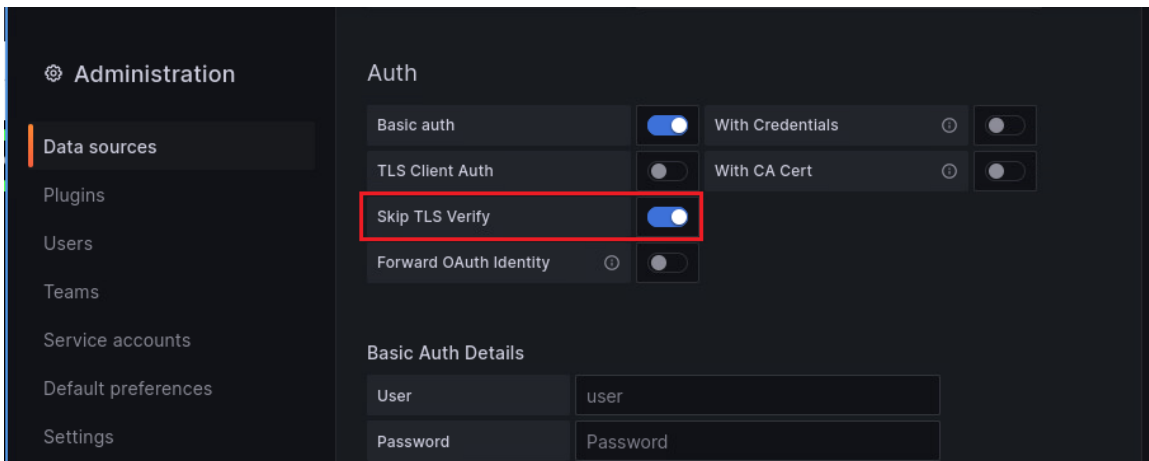 Administration
Data sources
Plugins
Users
Teams
Service accounts
Default preferences
Settings
Auth
Basic auth
With Credentials
TLS Client Auth
With CA Cert
Skip TLS Verify
Forward OAuth Identity
Basic Auth Details
User
user
Password
Password